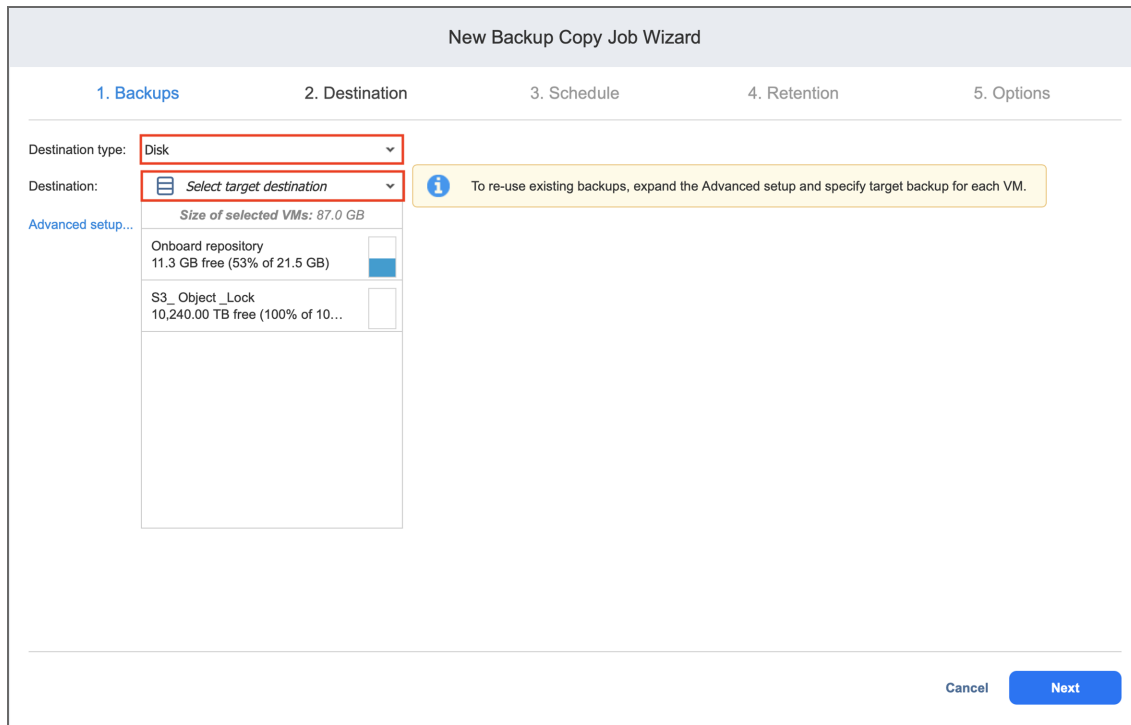 New Backup Copy Job Wizard
1. Backups
2. Destination
3. Schedule
4. Retention
5. Options
Destination type:
Disk
Destination:
Select target destination
To re-use existing backups, expand the Advanced setup and specify target backup for each VM.
Advanced setup...
Size of selected VMs: 87.0 GB
Onboard repository
11.3 GB free (53% of 21.5 GB)
S3_ Object _Lock
10,240.00 TB free (100% of 10...
Cancel
Next